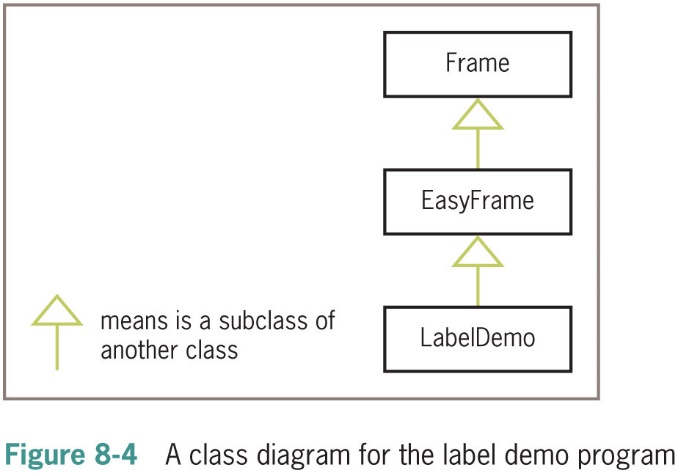 Frame
EasyFrame
LabelDemo
means is a subclass of
another class
Figure 8-4 A class diagram for the label demo program